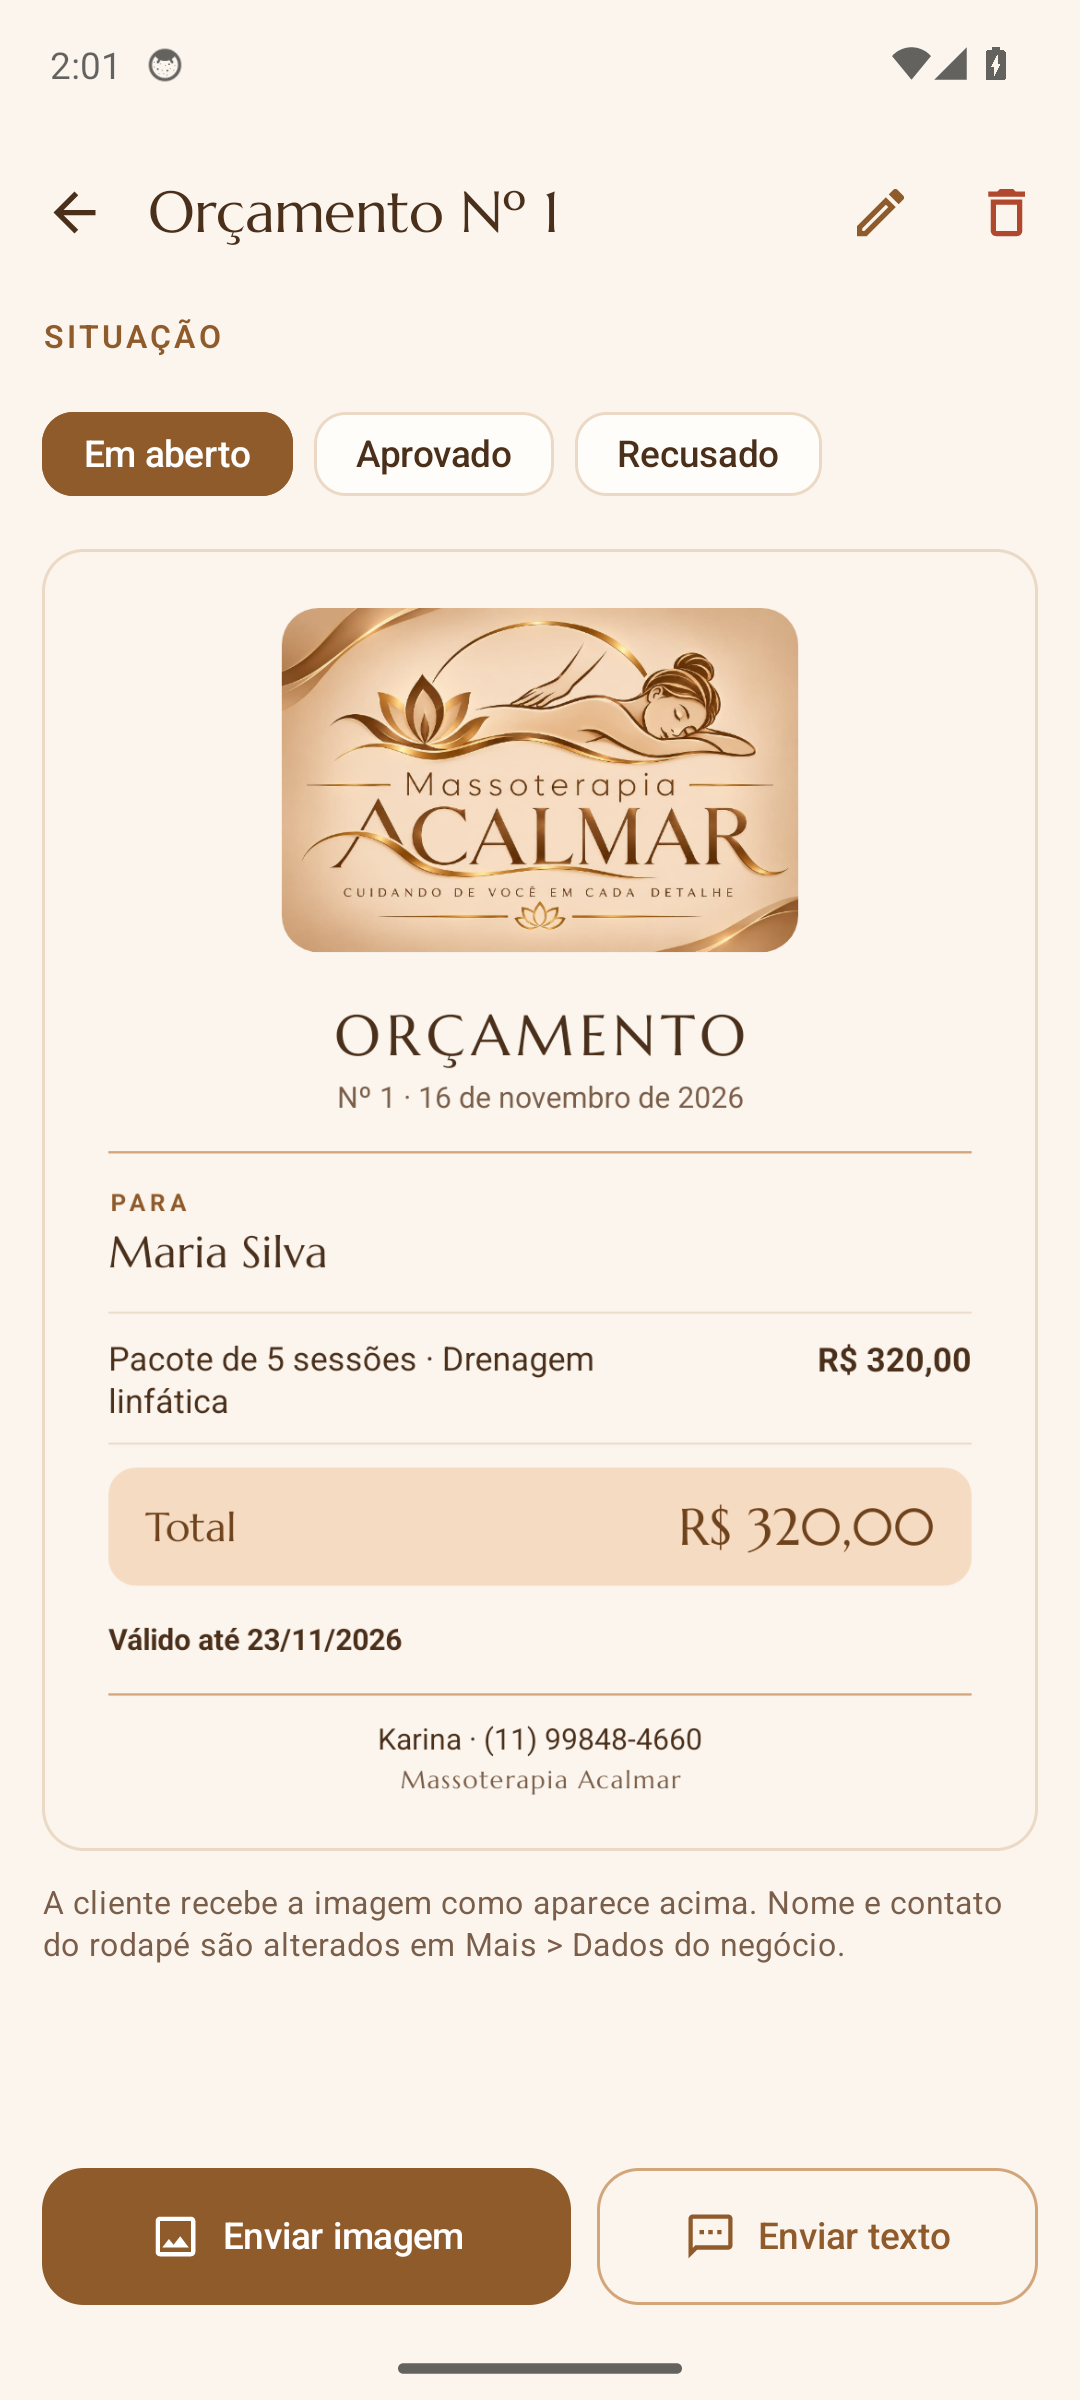 2:01
Orçamento Nº 1
SITUAÇÃO
Em aberto
Aprovado
Recusado
Massoterapia
ACALMAR
CUIDANDO DE VOCÊ EM CADA DETALHE
ORÇAMENTO
Nº 1 · 16 de novembro de 2026
PARA
Maria Silva
Pacote de 5 sessões · Drenagem R$ 320,00
linfática
Total R$ 320,00
Válido até 23/11/2026
Karina · (11) 99848-4660
Massoterapia Acalmar
A cliente recebe a imagem como aparece acima. Nome e contato
do rodapé são alterados em Mais > Dados do negócio.
Enviar imagem
Enviar texto